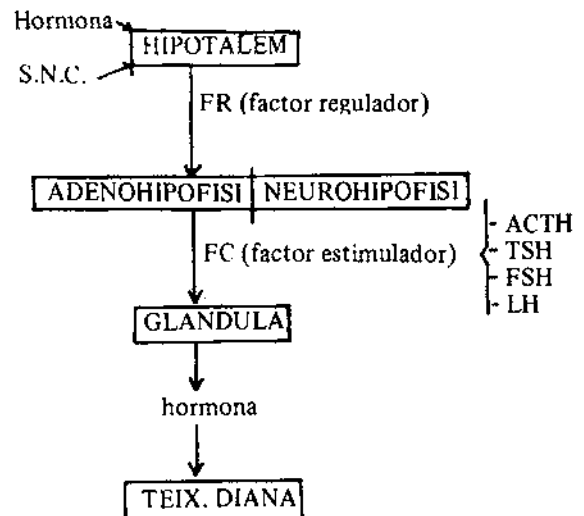 Hormona
HIPOTALEM
S.N.C.
FR (factor regulador)
ADENOHIPOFISI NEUROHIPOFISI
FC (factor estimulador)
- ACTH
- TSH
- FSH
- LH
GLANDULA
hormona
TEIX. DIANA